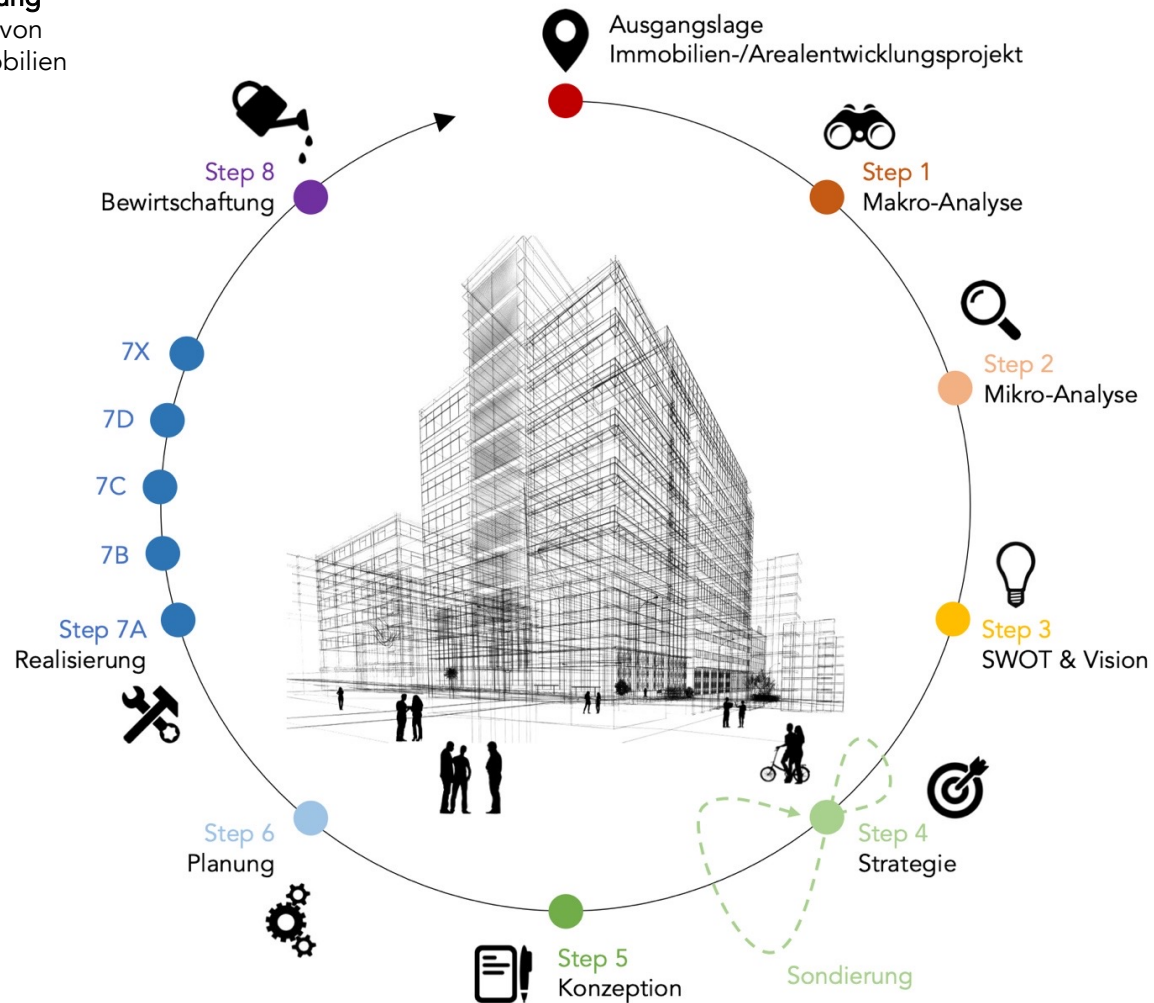 von
Ausgangslage
Immobilien-/Arealentwicklungsprojekt
Step 1
Makro-Analyse
Step 2
Mikro-Analyse
Step 3
SWOT & Vision
Step 4
Strategie
Sondierung
Step 5
Konzeption
Step 6
Planung
Step 7A
Realisierung
7B
7C
7D
7X
Step 8
Bewirtschaftung